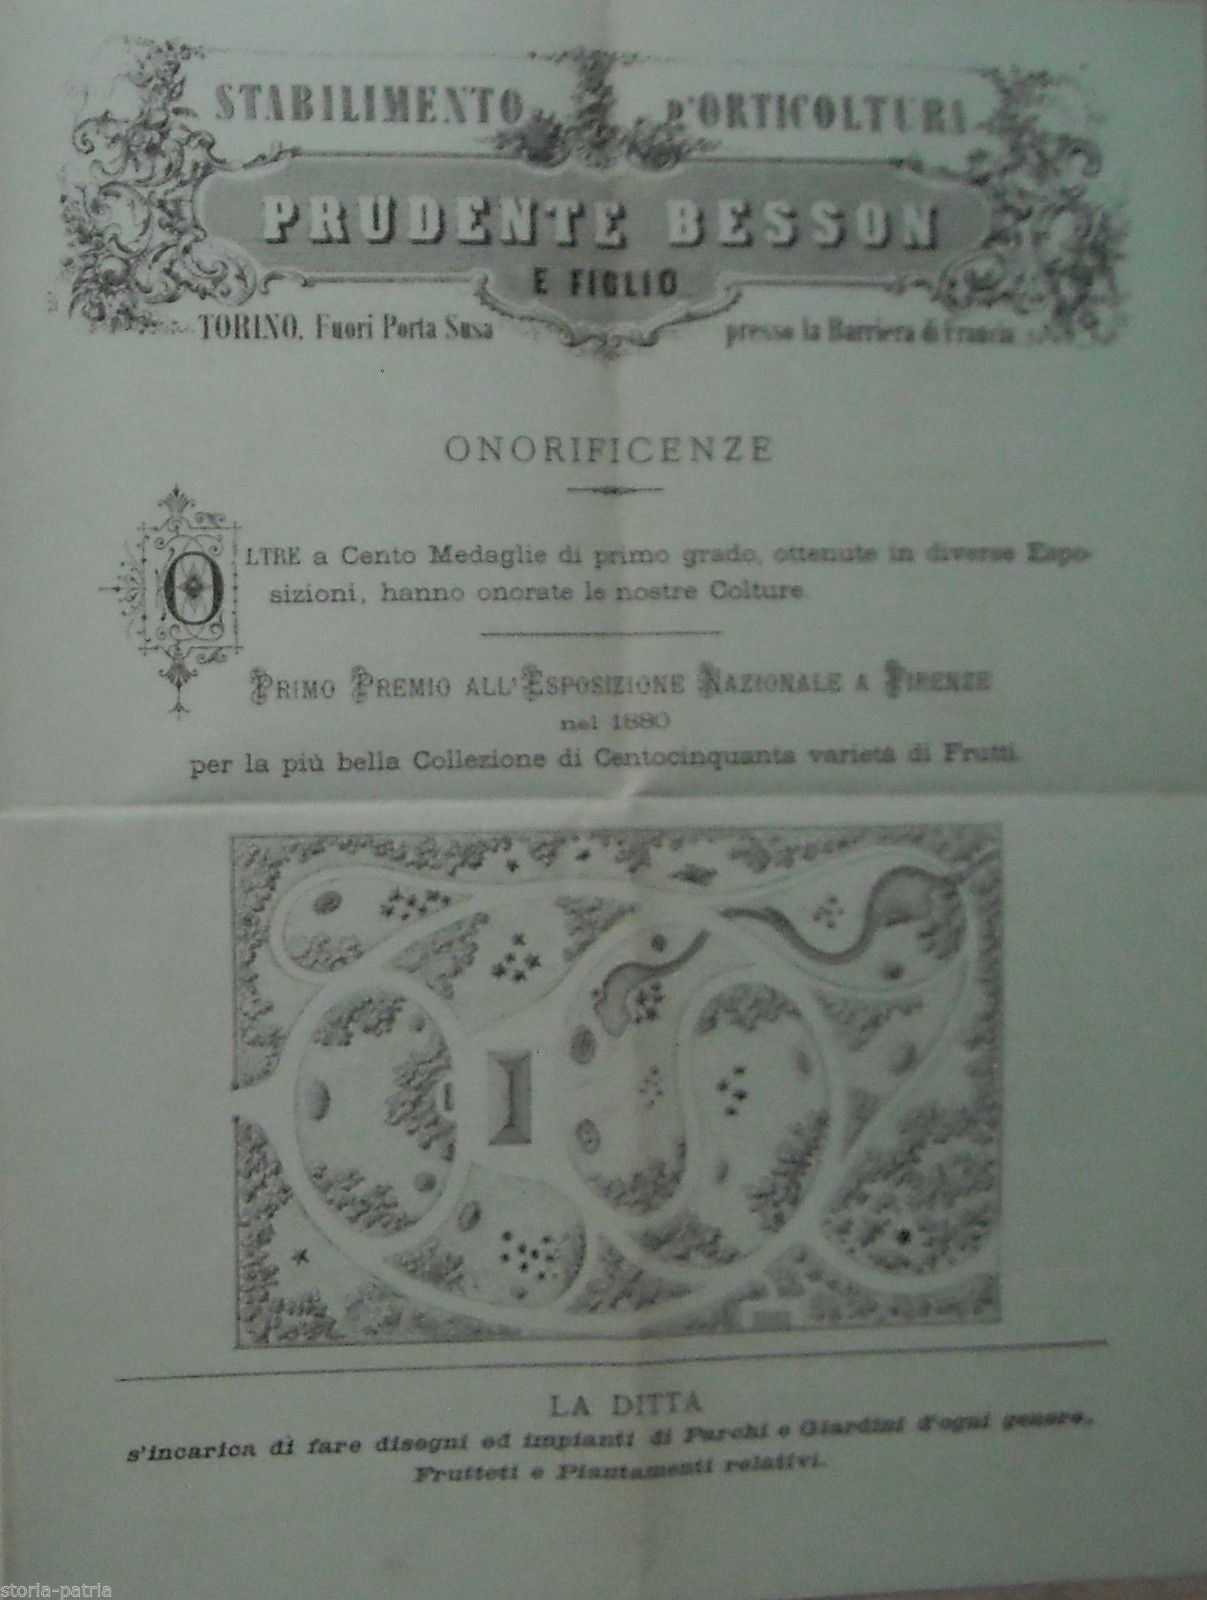 STABILIMENTO D'ORTICOLTURA
PRUDENTE BESSON
E FIGLIO
TORINO, Fuori Porta Susa presso la Barriera di Francia
ONORIFICENZE
OLTRE a Cento Medaglie di primo grado, ottenute in diverse Espo-
sizioni, hanno onorate le nostre Colture.
PRIMO PREMIO ALL'ESPOSIZIONE NAZIONALE A FIRENZE
nel 1880
per la più bella Collezione di Centocinquanta varietà di Frutti.
LA DITTA
s'incarica di fare disegni ed impianti di Parchi e Giardini d'ogni genere,
Frutteti e Piantamenti relativi.
storia-patria